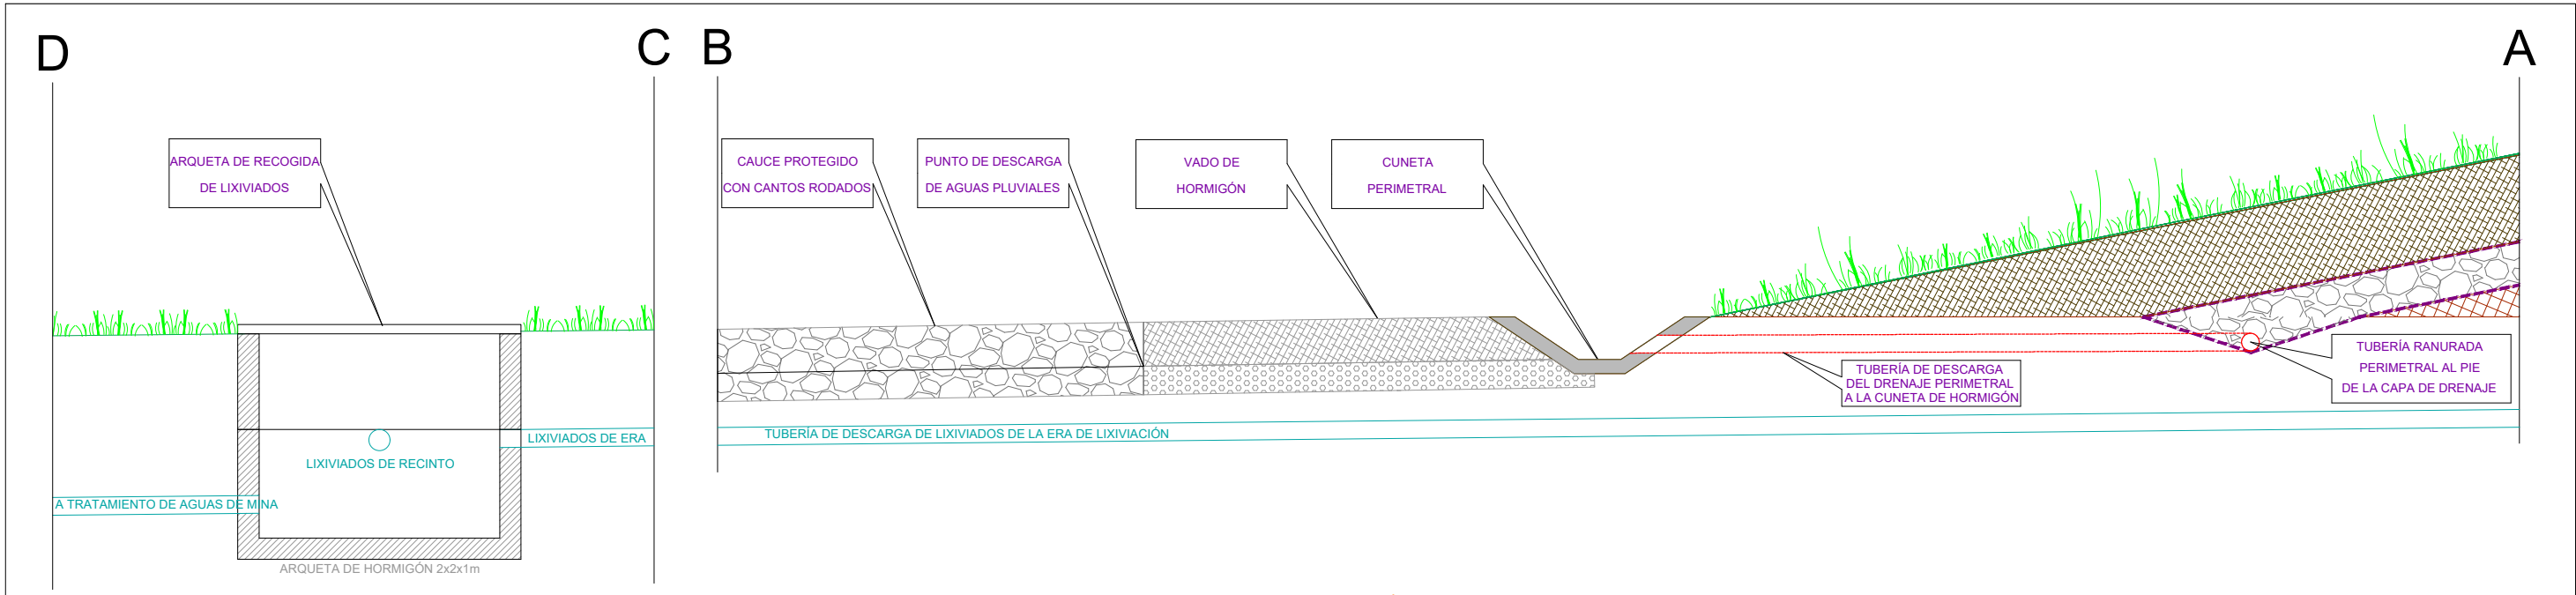 D
C
B
A
ARQUETA DE RECOGIDA
DE LIXIVIADOS
CAUCE PROTEGIDO
CON CANTOS RODADOS
PUNTO DE DESCARGA
DE AGUAS PLUVIALES
VADO DE
HORMIGÓN
CUNETA
PERIMETRAL
TUBERÍA RANURADA
PERIMETRAL AL PIE
DE LA CAPA DE DRENAJE
TUBERÍA DE DESCARGA
DEL DRENAJE PERIMETRAL
A LA CUNETA DE HORMIGÓN
LIXIVIADOS DE ERA
TUBERÍA DE DESCARGA DE LIXIVIADOS DE LA ERA DE LIXIVIACIÓN
LIXIVIADOS DE RECINTO
A TRATAMIENTO DE AGUAS DE MINA
ARQUETA DE HORMIGÓN 2x2x1m